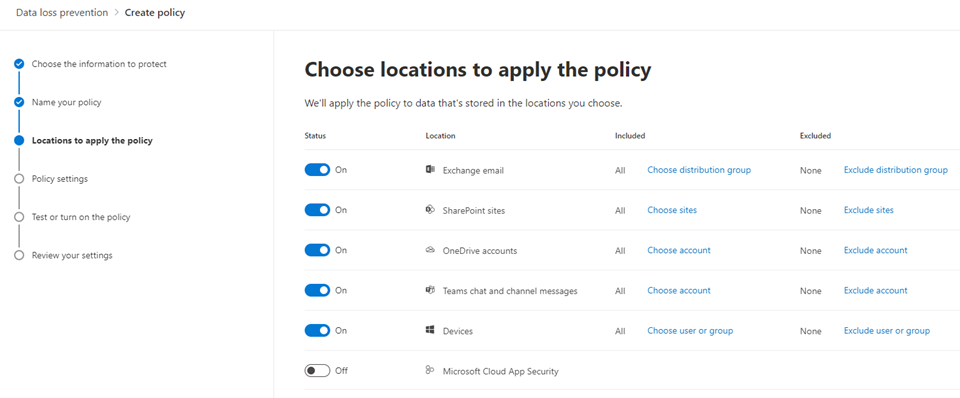 Data loss prevention > Create policy
Choose the information to protect
Name your policy
Locations to apply the policy
Policy settings
Test or turn on the policy
Review your settings
Choose locations to apply the policy
We'll apply the policy to data that's stored in the locations you choose.
Status Location Included Excluded
On Exchange email All Choose distribution group None Exclude distribution group
On SharePoint sites All Choose sites None Exclude sites
On OneDrive accounts All Choose account None Exclude account
On Teams chat and channel messages All Choose account None Exclude account
On Devices All Choose user or group None Exclude user or group
Off Microsoft Cloud App Security